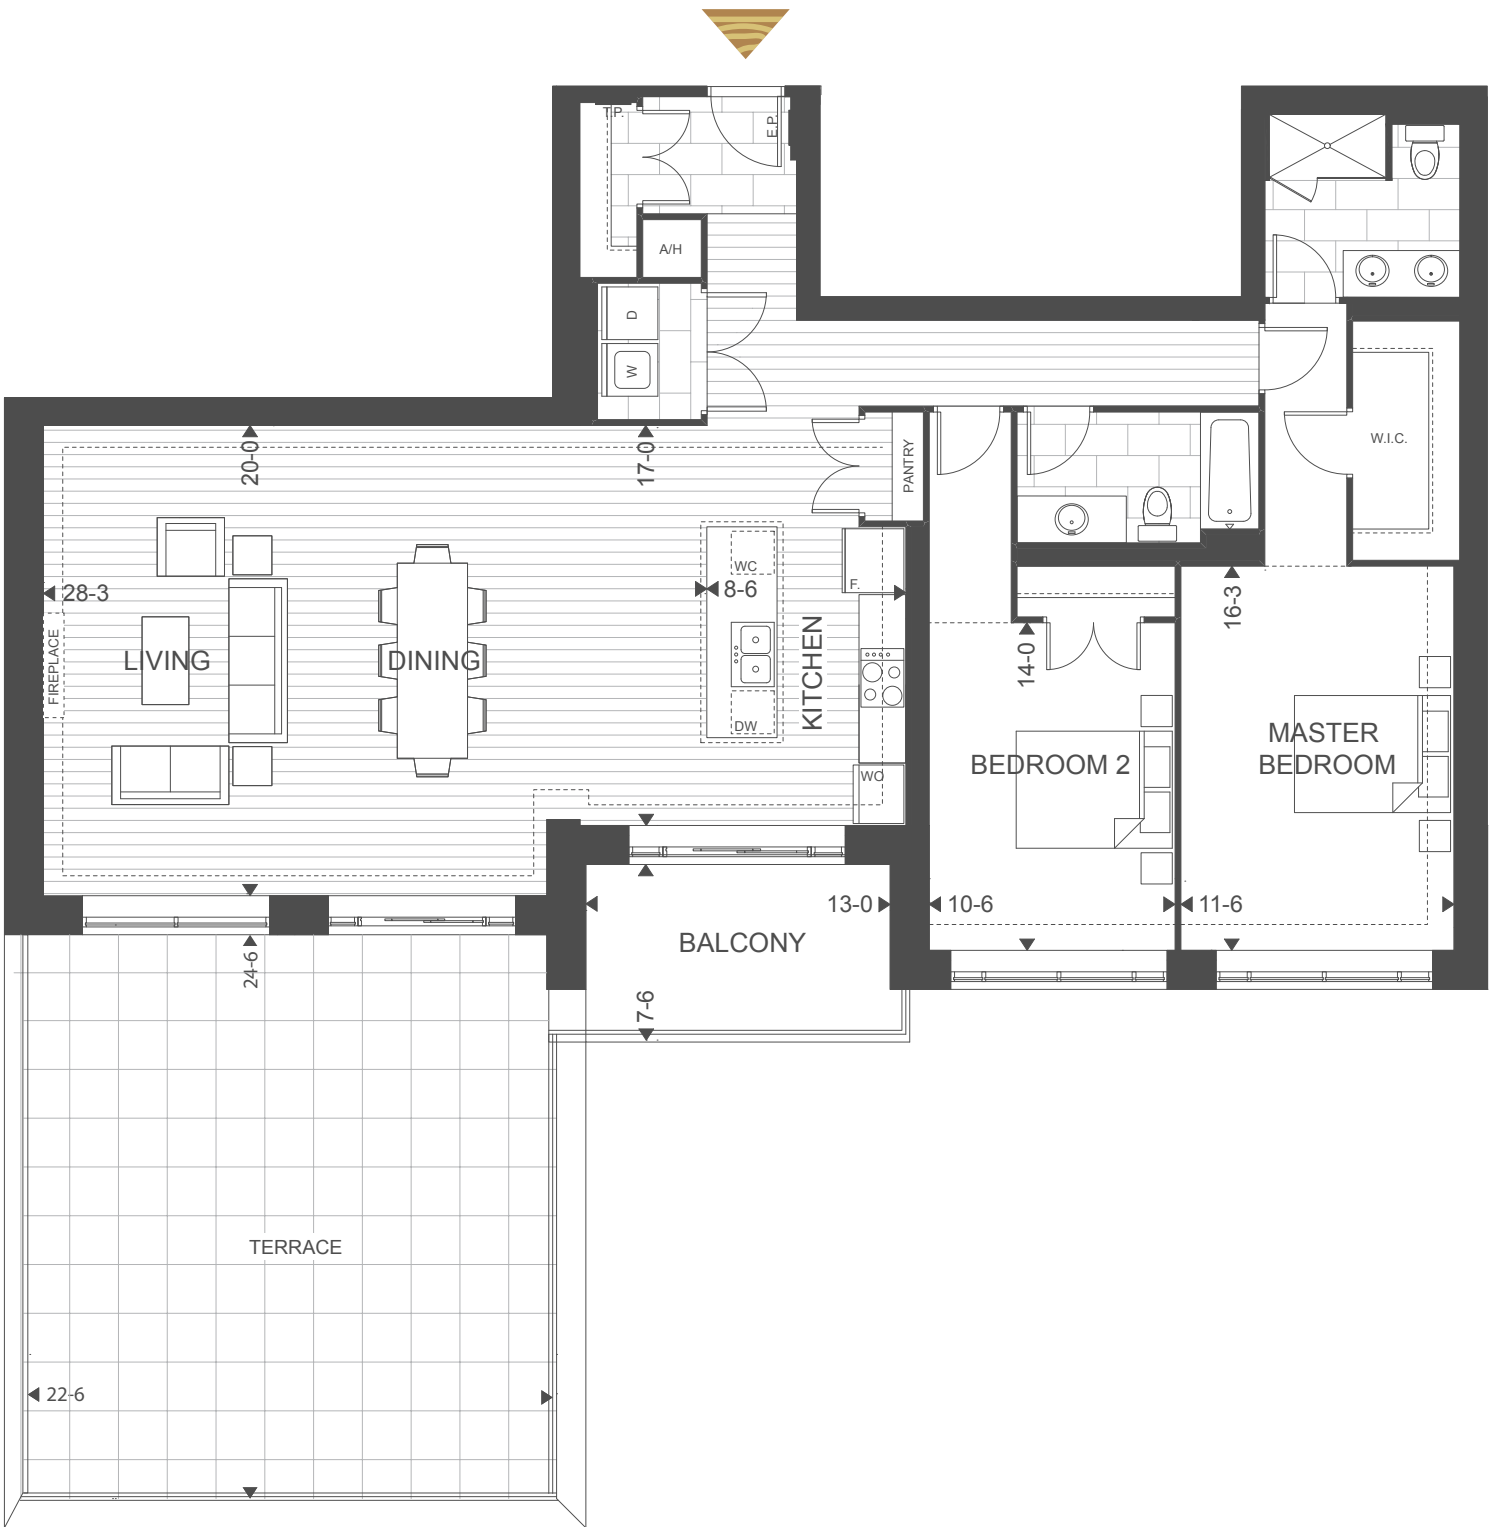 T.P.
E.P.
A/H
D
W
20-0
17-0
PANTRY
W.I.C.
WC
F.
28-3
8-6
16-3
FIREPLACE
LIVING
DINING
KITCHEN
14-0
DW
WO
BEDROOM 2
MASTER
BEDROOM
13-0
10-6
11-6
BALCONY
24-6
7-6
TERRACE
22-6